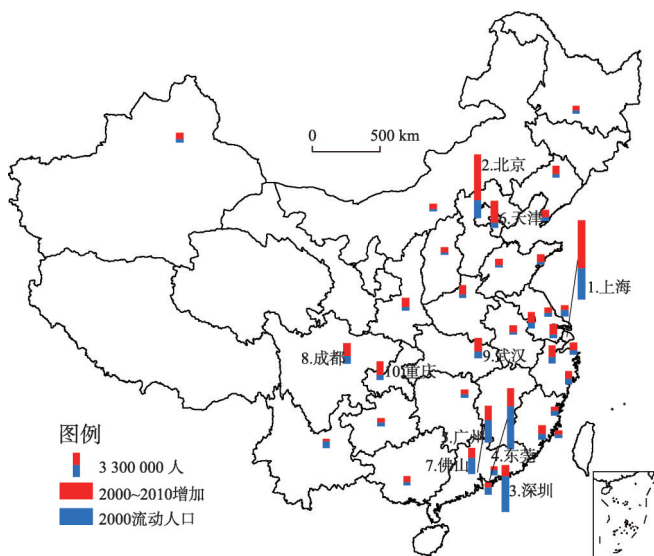 0 500 km
2.北京
6.天津
1.上海
8.成都
10.重庆
9.武汉
5.广州
4.东莞
7.佛山
3.深圳
图例
3 300 000 人
2000~2010增加
2000流动人口